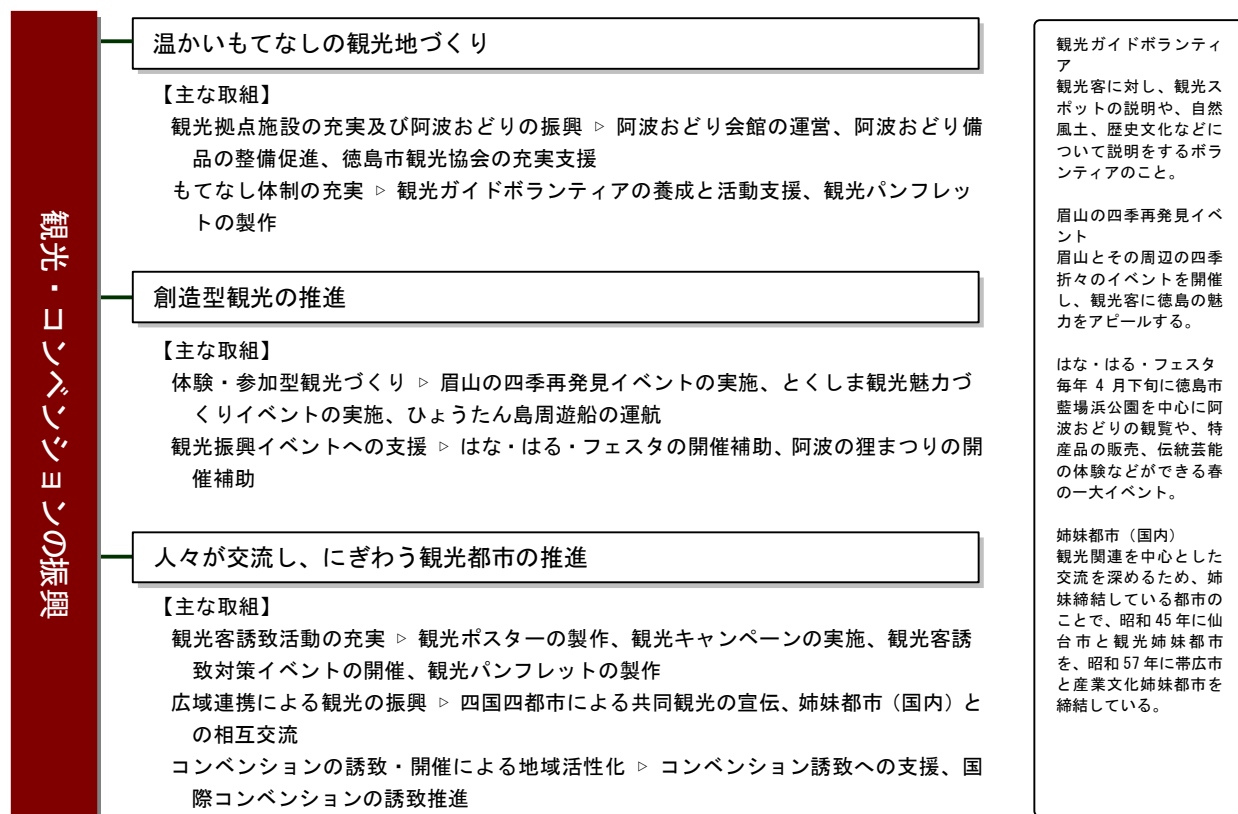 観光・コンベンションの振興
温かいもてなしの観光地づくり
【主な取組】
観光拠点施設の充実及び阿波おどりの振興 ▷ 阿波おどり会館の運営、阿波おどり備
品の整備促進、徳島市観光協会の充実支援
もてなし体制の充実 ▷ 観光ガイドボランティアの養成と活動支援、観光パンフレッ
トの製作
創造型観光の推進
【主な取組】
体験・参加型観光づくり ▷ 眉山の四季再発見イベントの実施、とくしま観光魅力づ
くりイベントの実施、ひょうたん島周遊船の運航
観光振興イベントへの支援 ▷ はな・はる・フェスタの開催補助、阿波の狸まつりの開
催補助
人々が交流し、にぎわう観光都市の推進
【主な取組】
観光客誘致活動の充実 ▷ 観光ポスターの製作、観光キャンペーンの実施、観光客誘
致対策イベントの開催、観光パンフレットの製作
広域連携による観光の振興 ▷ 四国四都市による共同観光の宣伝、姉妹都市（国内）と
の相互交流
コンベンションの誘致・開催による地域活性化 ▷ コンベンション誘致への支援、国
際コンベンションの誘致推進
観光ガイドボランティ
ア
観光客に対し、観光ス
ポットの説明や、自然
風土、歴史文化などに
ついて説明をするボラ
ンティアのこと。
眉山の四季再発見イベ
ント
眉山とその周辺の四季
折々のイベントを開催
し、観光客に徳島の魅
力をアピールする。
はな・はる・フェスタ
毎年 4 月下旬に徳島市
藍場浜公園を中心に阿
波おどりの観覧や、特
産品の販売、伝統芸能
の体験などができる春
の一大イベント。
姉妹都市（国内）
観光関連を中心とした
交流を深めるため、姉
妹締結している都市の
ことで、昭和 45 年に仙
台市と観光姉妹都市
を、昭和 57 年に帯広市
と産業文化姉妹都市を
締結している。